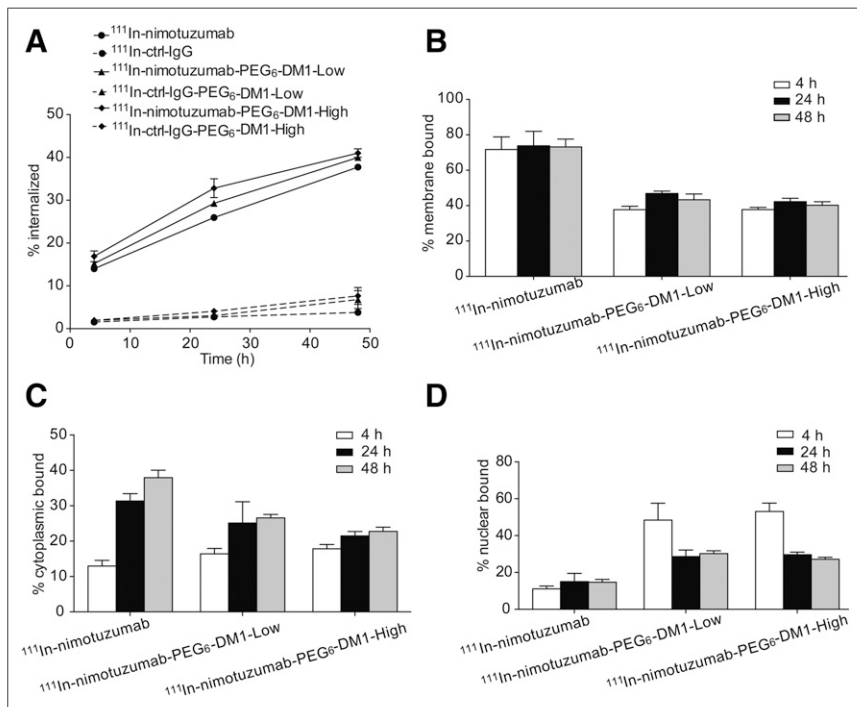 A
¹¹¹In-nimotuzumab
¹¹¹In-ctrl-IgG
¹¹¹In-nimotuzumab-PEG₆-DM1-Low
¹¹¹In-ctrl-IgG-PEG₆-DM1-Low
¹¹¹In-nimotuzumab-PEG₆-DM1-High
¹¹¹In-ctrl-IgG-PEG₆-DM1-High
% internalized
50
40
30
20
10
0
0 10 20 30 40 50
Time (h)
B
4 h
24 h
48 h
% membrane bound
100
80
60
40
20
0
¹¹¹In-nimotuzumab
¹¹¹In-nimotuzumab-PEG₆-DM1-Low
¹¹¹In-nimotuzumab-PEG₆-DM1-High
C
4 h
24 h
48 h
% cytoplasmic bound
50
40
30
20
10
0
¹¹¹In-nimotuzumab
¹¹¹In-nimotuzumab-PEG₆-DM1-Low
¹¹¹In-nimotuzumab-PEG₆-DM1-High
D
4 h
24 h
48 h
% nuclear bound
80
60
40
20
0
¹¹¹In-nimotuzumab
¹¹¹In-nimotuzumab-PEG₆-DM1-Low
¹¹¹In-nimotuzumab-PEG₆-DM1-High